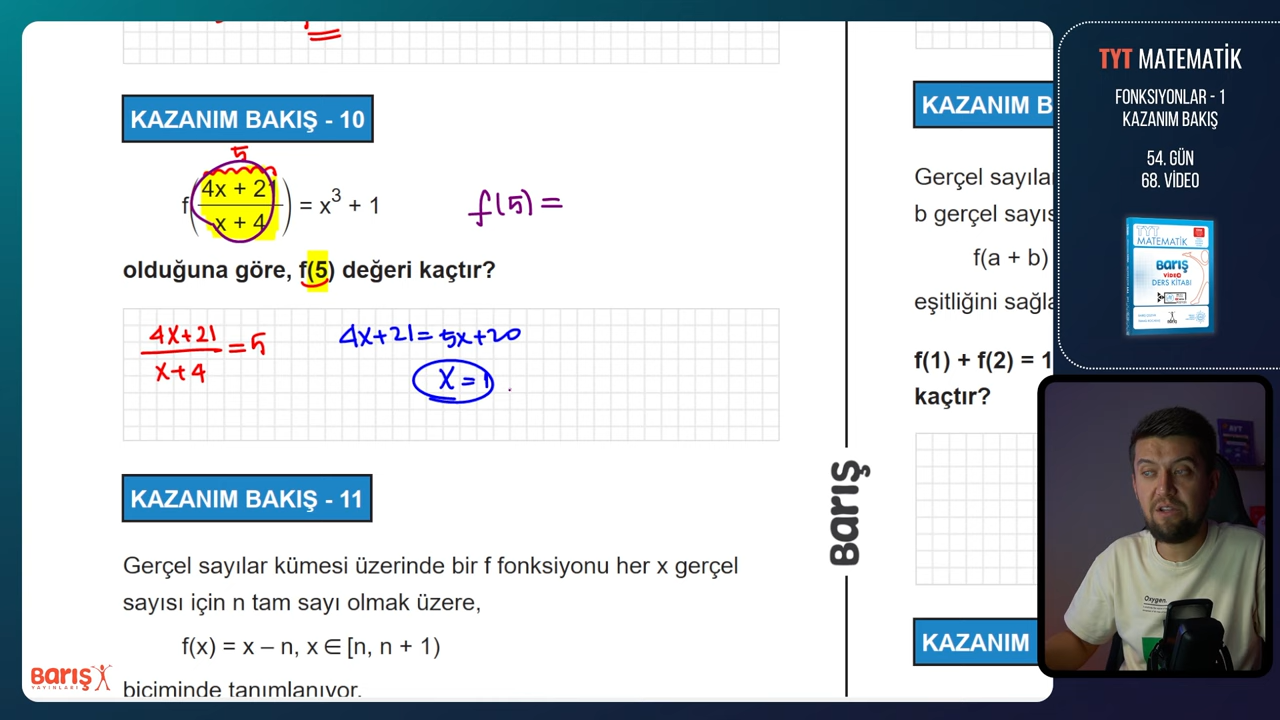 KAZANIM BAKIŞ - 10
5
f(4x + 21 / x + 4) = x³ + 1
f(5) =
olduğuna göre, f(5) değeri kaçtır?
4x+21 / x+4 = 5
4x+21 = 5x+20
x = 1
KAZANIM BAKIŞ - 11
Gerçel sayılar kümesi üzerinde bir f fonksiyonu her x gerçel
sayısı için n tam sayı olmak üzere,
f(x) = x – n, x ∈ [n, n + 1)
biçiminde tanımlanıyor.
Barış
YAYINLARI
Barış
KAZANIM B
Gerçel sayıla
b gerçel sayıs
f(a + b)
eşitliğini sağla
f(1) + f(2) = 1
kaçtır?
KAZANIM
TYT MATEMATİK
FONKSIYONLAR - 1
KAZANIM BAKIŞ
54. GÜN
68. VİDEO
TYT
MATEMATİK
Barış
VİDEO
DERS KİTABI
Oxygen.